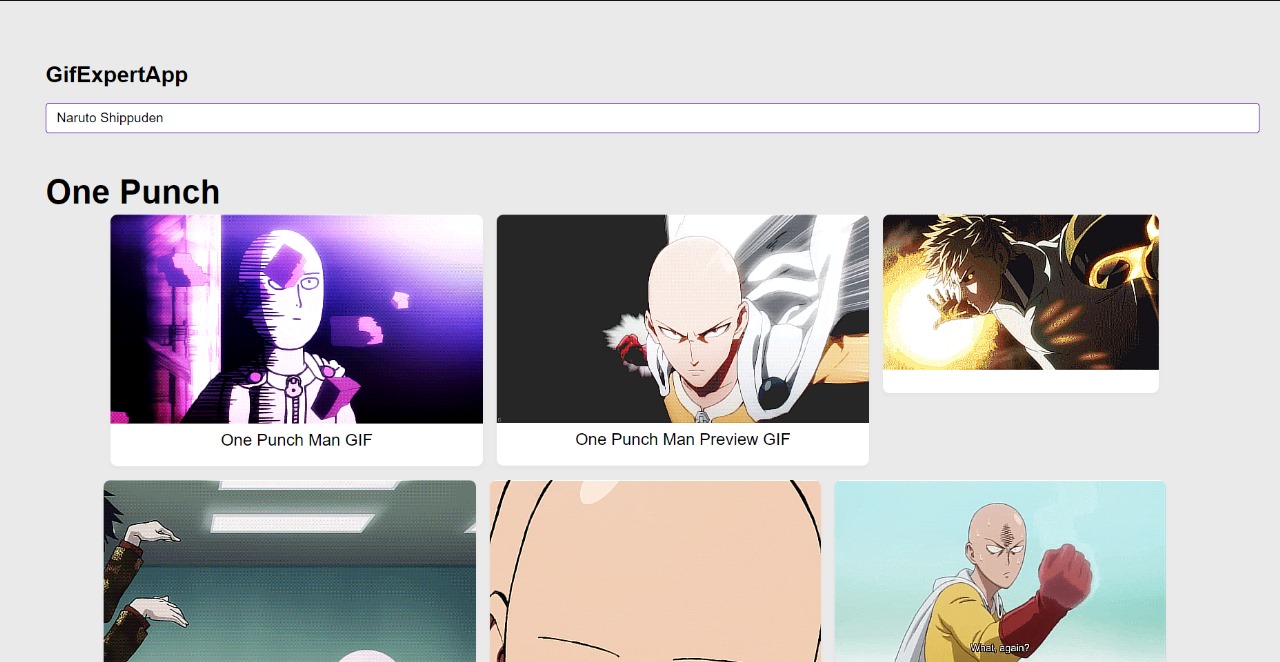 GifExpertApp
Naruto Shippuden
One Punch
One Punch Man GIF
One Punch Man Preview GIF
What, again?